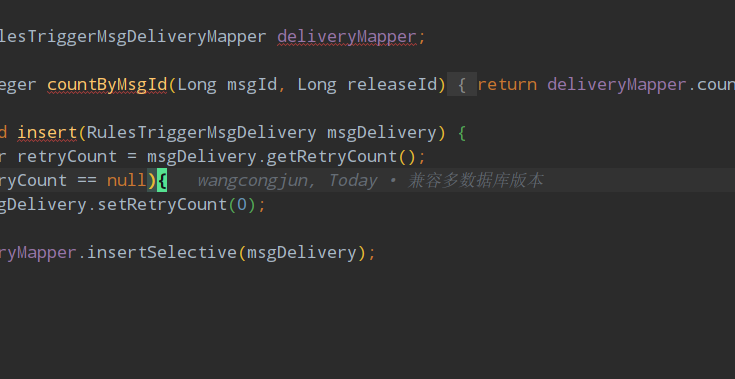 lesTriggerMsgDeliveryMapper deliveryMapper;
eger countByMsgId(Long msgId, Long releaseId) { return deliveryMapper.coun
d insert(RulesTriggerMsgDelivery msgDelivery) {
r retryCount = msgDelivery.getRetryCount();
ryCount == null){ wangcongjun, Today • 兼容多数据库版本
gDelivery.setRetryCount(0);
eryMapper.insertSelective(msgDelivery);